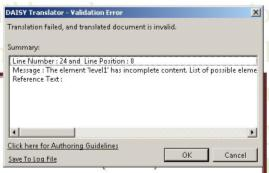 DAISY Translator – Validation Error
Translation failed, and translated document is invalid.
Summary:
Line Number : 24 and Line Position : 8
Message : The element 'level1' has incomplete content. List of possible eleme
Reference Text :
Click here for Authoring Guidelines
Save To Log File
OK
Cancel